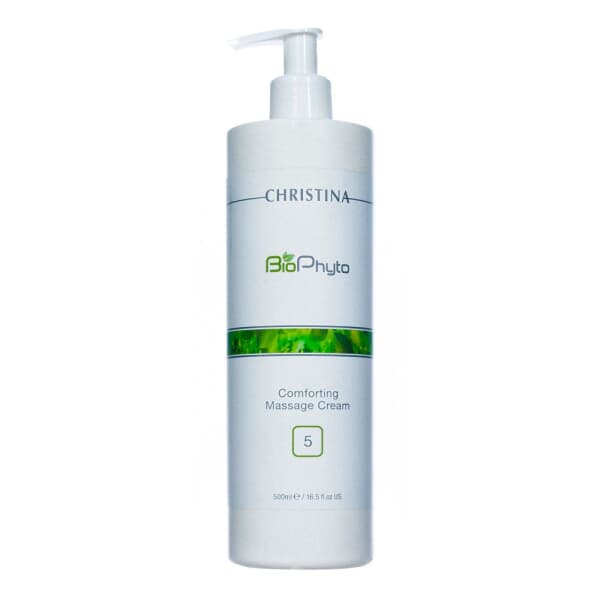 CHRISTINA
BioPhyto
Comforting
Massage Cream
5
500ml ℮ / 16.5 fl.oz US